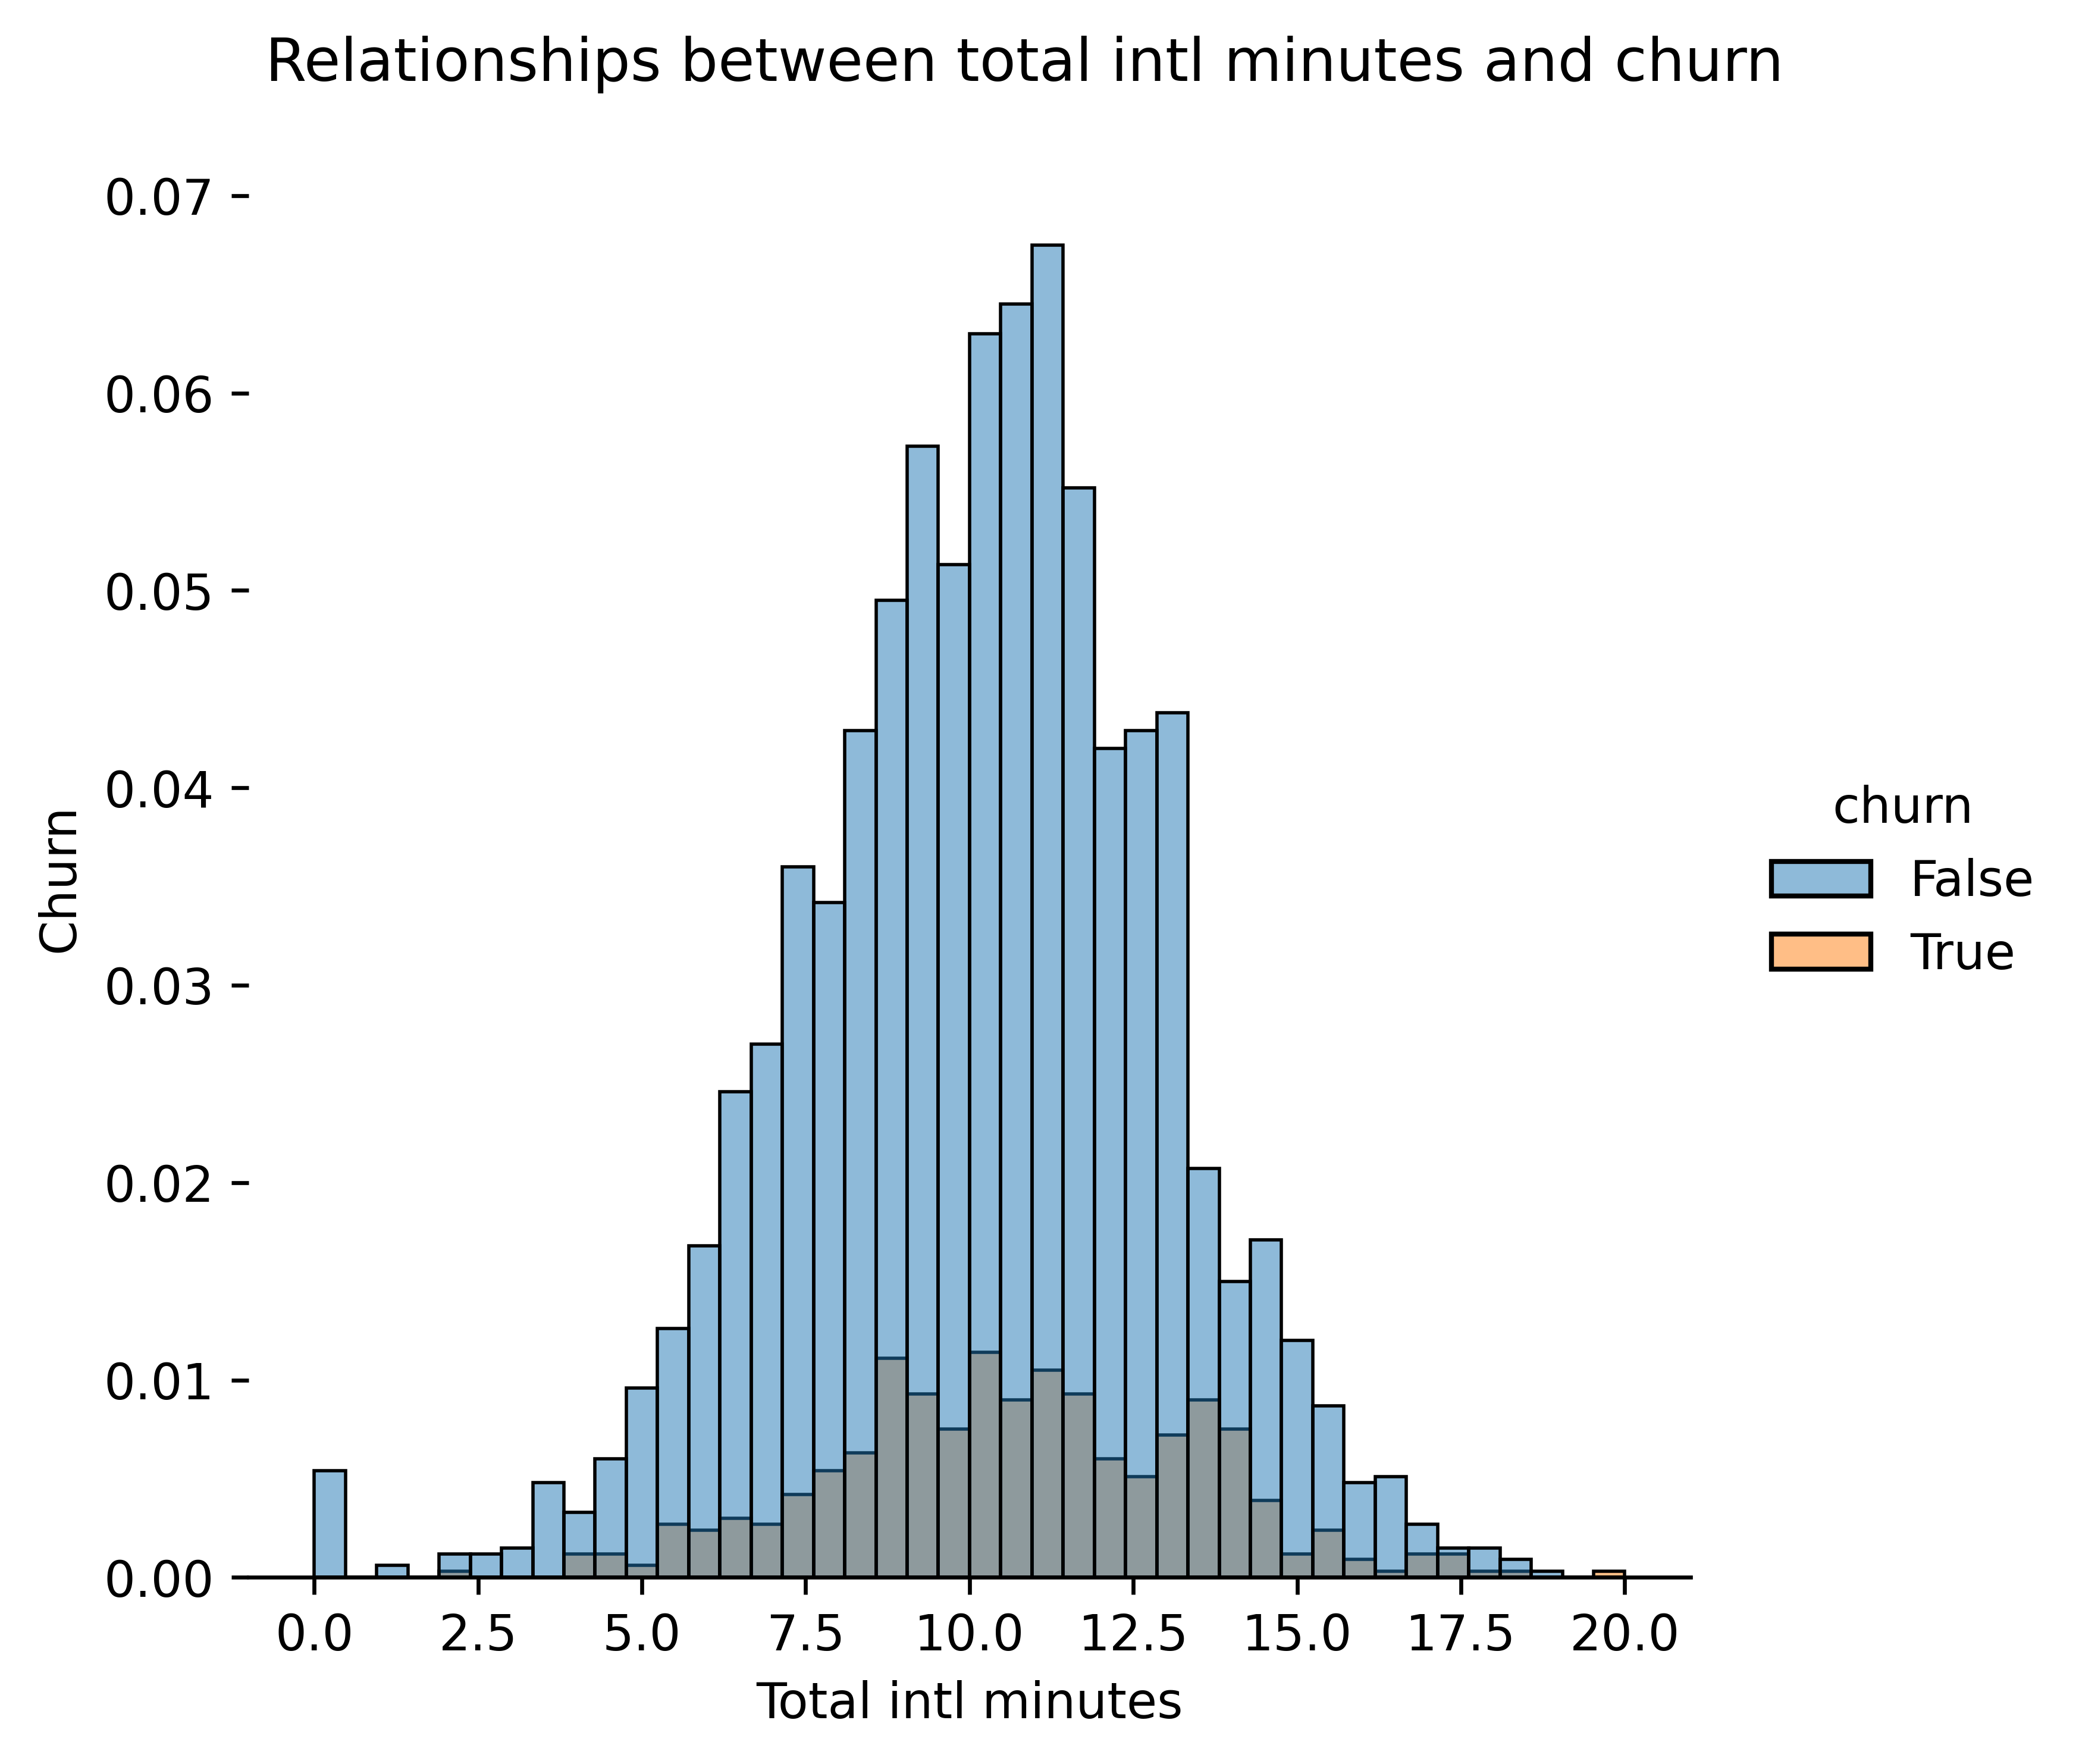 Relationships between total intl minutes and churn
0.07
0.06
0.05
0.04
0.03
0.02
0.01
0.00
Churn
0.0 2.5 5.0 7.5 10.0 12.5 15.0 17.5 20.0
Total intl minutes
churn
False
True